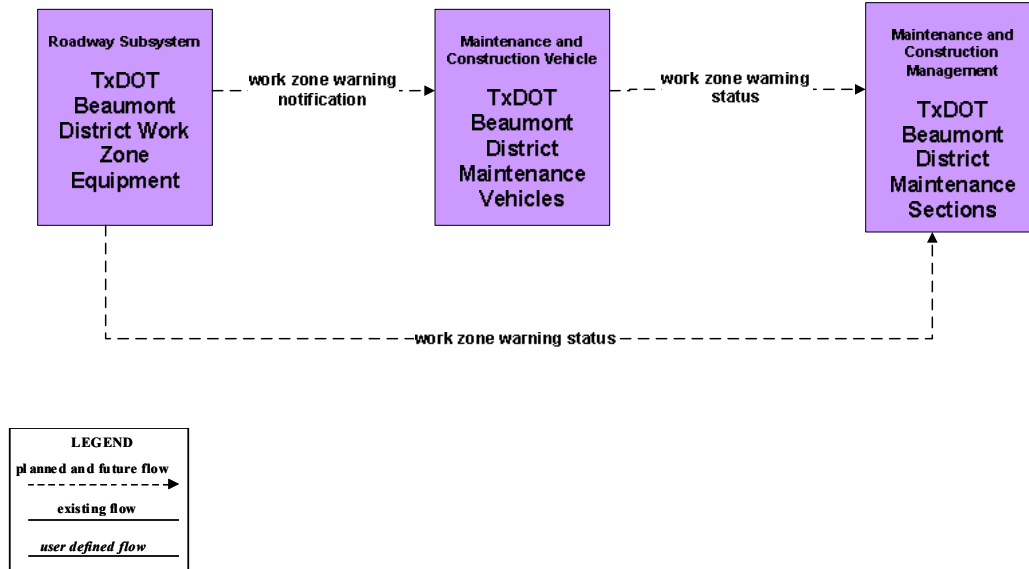 Roadway Subsystem
TxDOT
Beaumont
District Work
Zone
Equipment
work zone warning
notification
Maintenance and
Construction Vehicle
TxDOT
Beaumont
District
Maintenance
Vehicles
work zone warning
status
Maintenance and
Construction
Management
TxDOT
Beaumont
District
Maintenance
Sections
work zone warning status
LEGEND
planned and future flow
existing flow
user defined flow